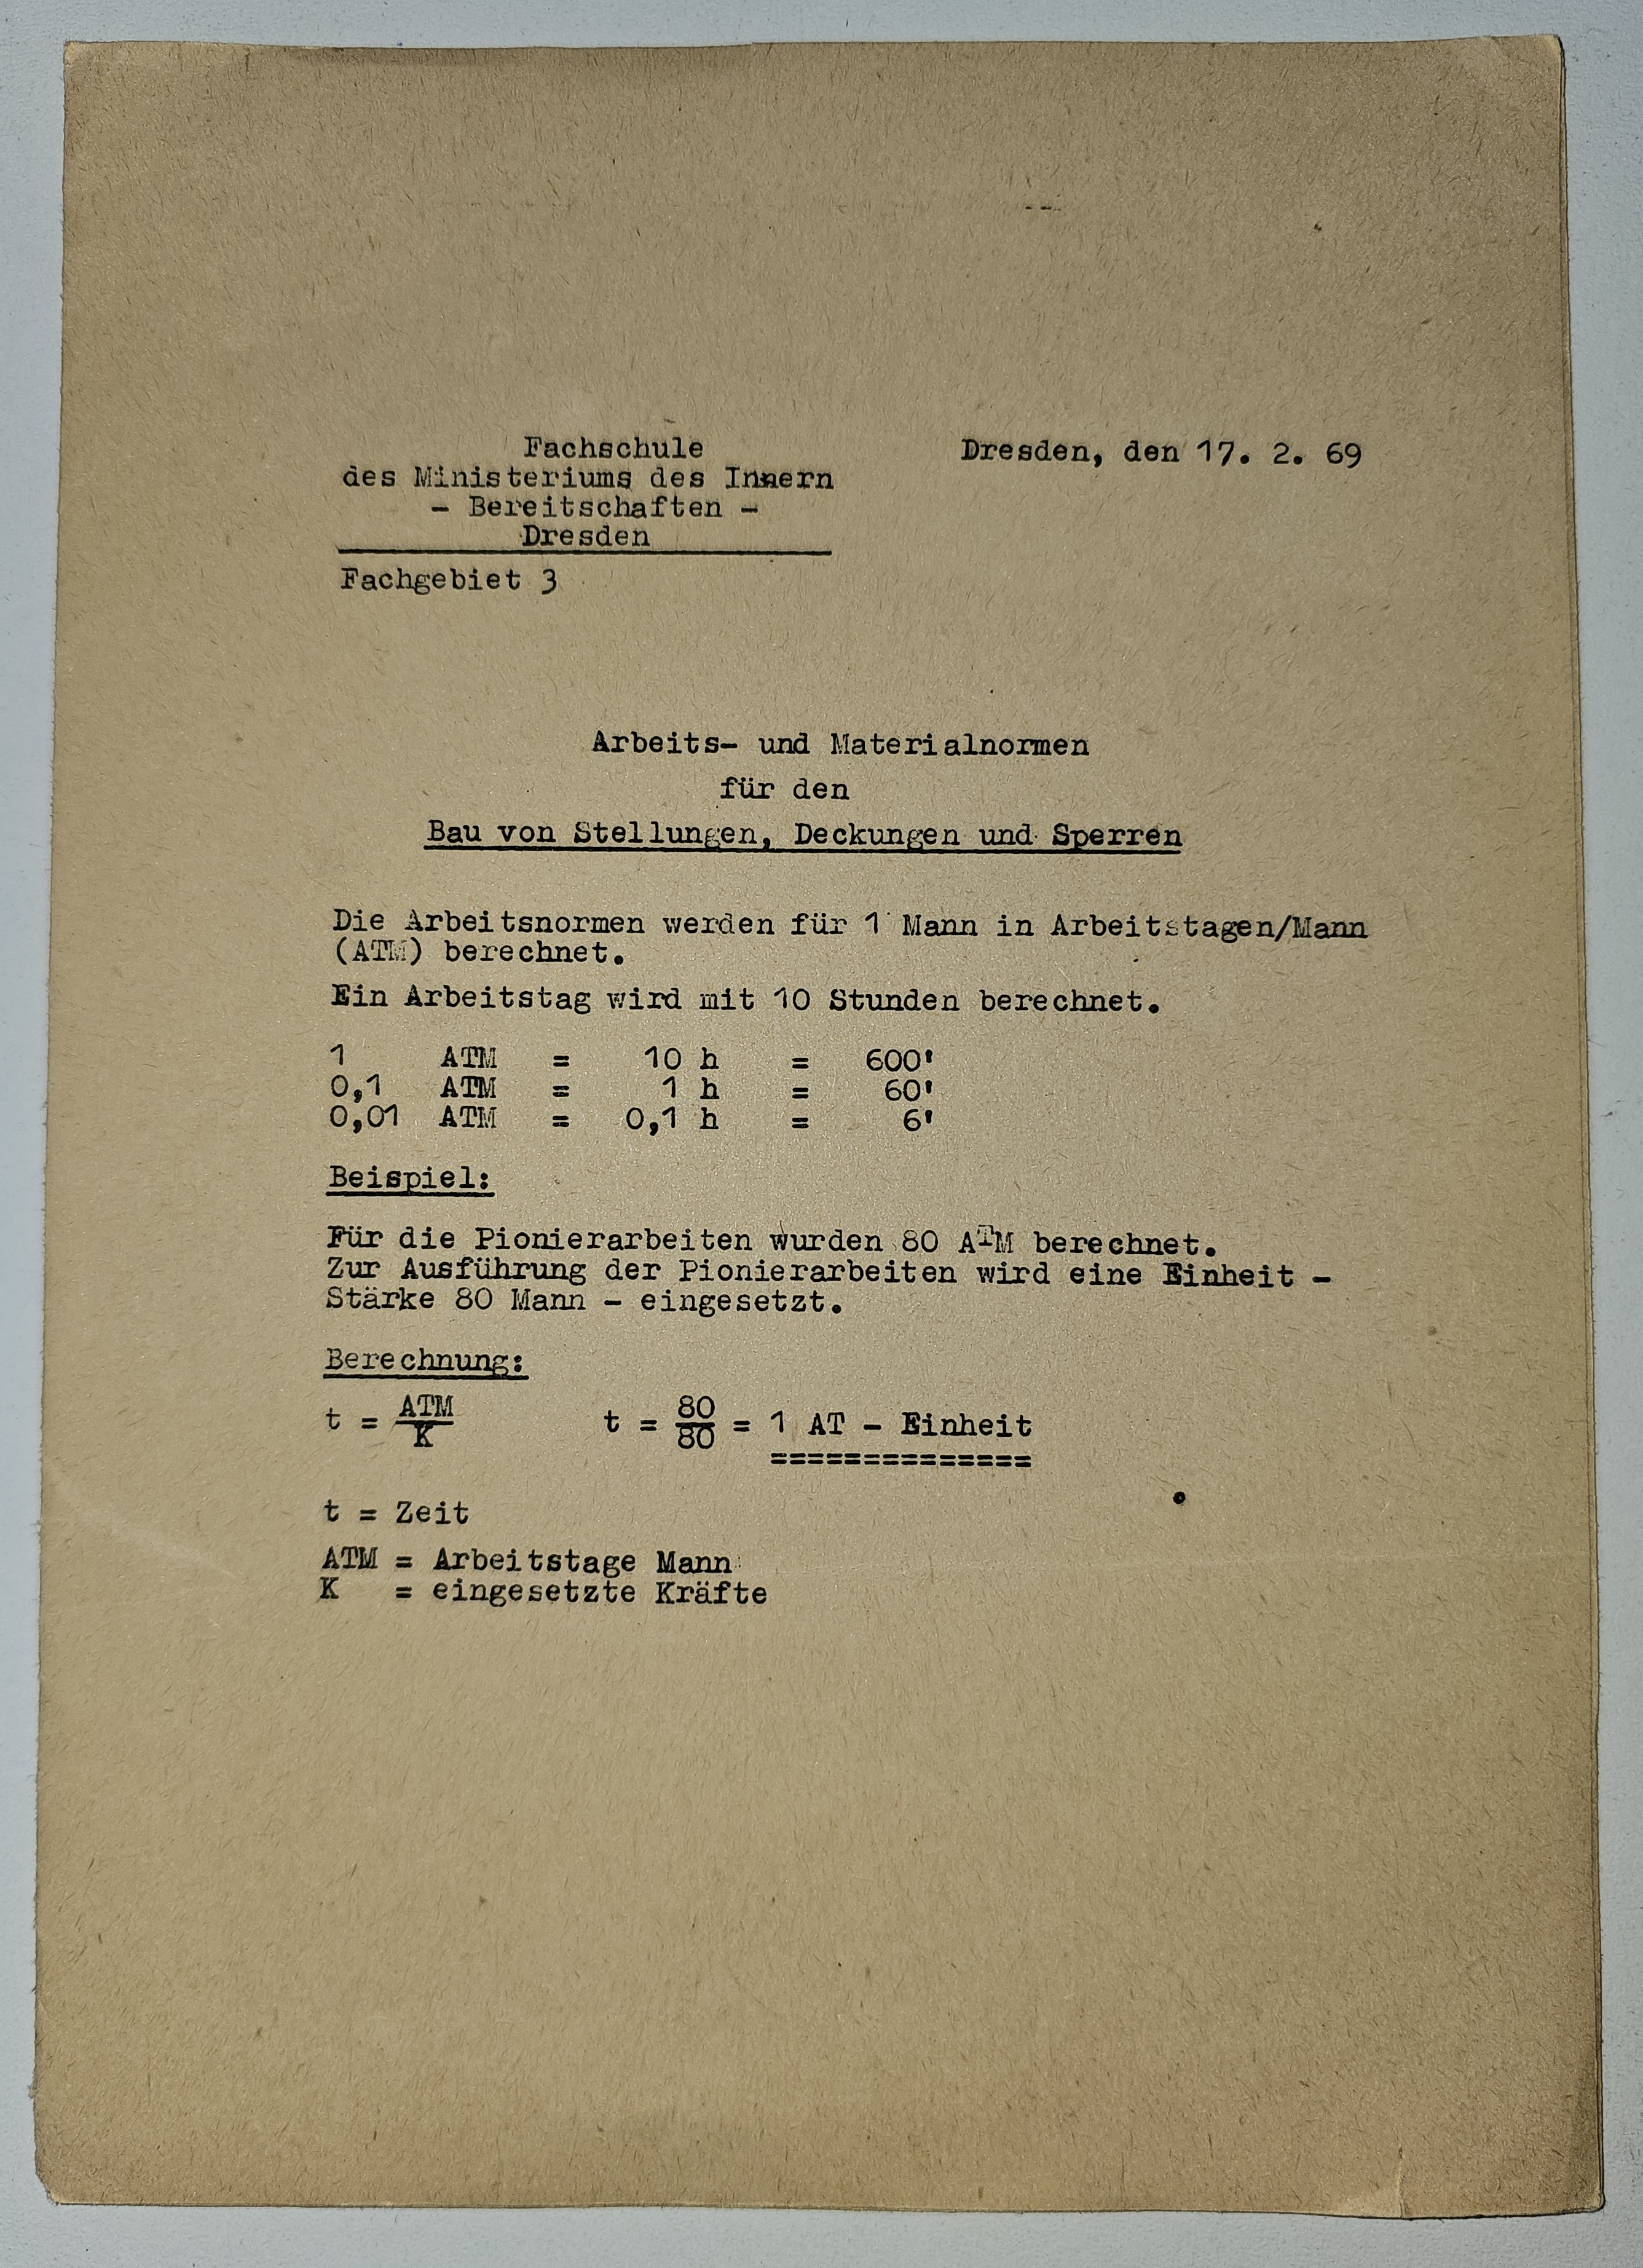 Fachschule
des Ministeriums des Innern
- Bereitschaften -
Dresden
Fachgebiet 3
Dresden, den 17. 2. 69
Arbeits- und Materialnormen
für den
Bau von Stellungen, Deckungen und Sperren
Die Arbeitsnormen werden für 1 Mann in Arbeitstagen/Mann
(ATM) berechnet.
Ein Arbeitstag wird mit 10 Stunden berechnet.
1 ATM = 10 h = 600'
0,1 ATM = 1 h = 60'
0,01 ATM = 0,1 h = 6'
Beispiel:
Für die Pionierarbeiten wurden 80 ATM berechnet.
Zur Ausführung der Pionierarbeiten wird eine Einheit -
Stärke 80 Mann - eingesetzt.
Berechnung:
t = ATM/K t = 80/80 = 1 AT - Einheit
==============
t = Zeit
ATM = Arbeitstage Mann
K = eingesetzte Kräfte